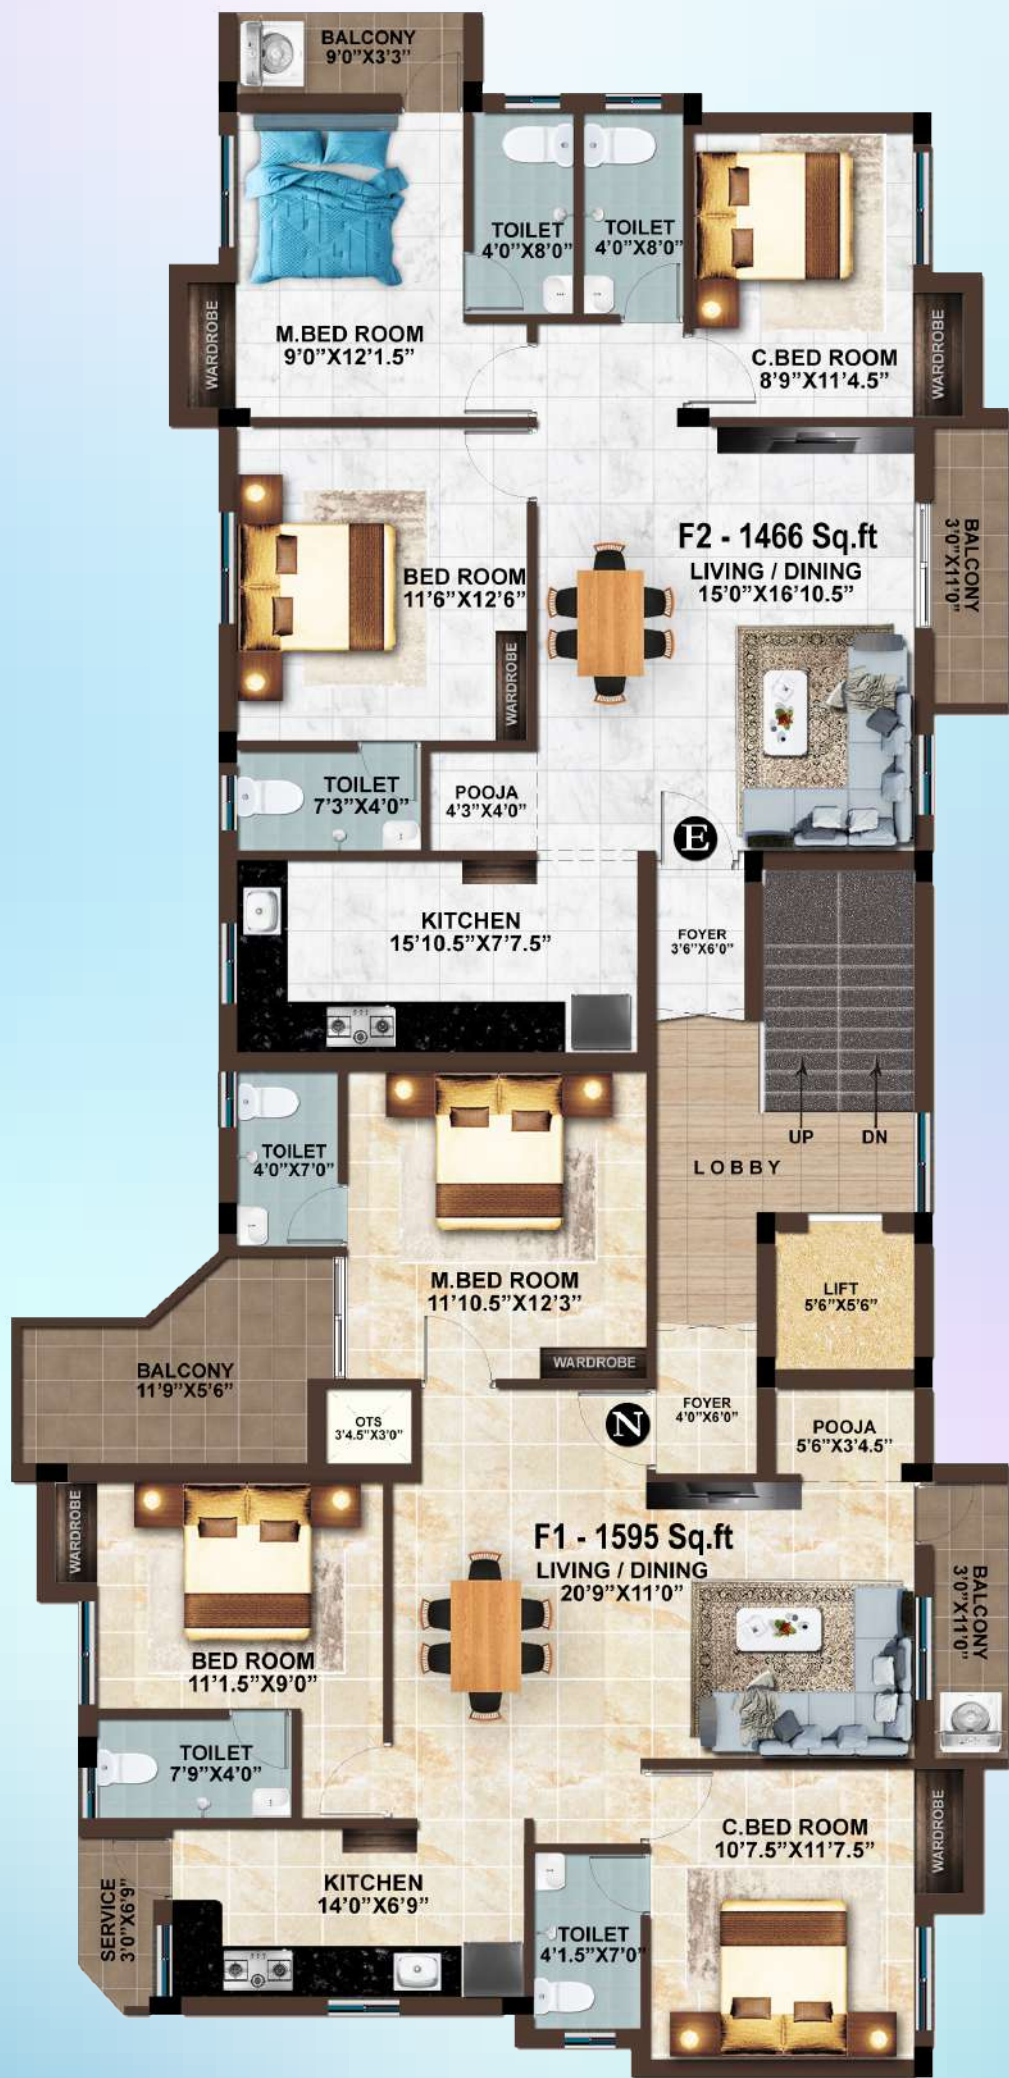 BALCONY
9'0"X3'3"
TOILET
4'0"X8'0"
TOILET
4'0"X8'0"
M.BED ROOM
9'0"X12'1.5"
WARDROBE
C.BED ROOM
8'9"X11'4.5"
WARDROBE
F2 - 1466 Sq.ft
LIVING / DINING
15'0"X16'10.5"
BALCONY
3'0"X11'0"
BED ROOM
11'6"X12'6"
WARDROBE
TOILET
7'3"X4'0"
POOJA
4'3"X4'0"
E
KITCHEN
15'10.5"X7'7.5"
FOYER
3'6"X6'0"
UP
DN
LOBBY
TOILET
4'0"X7'0"
M.BED ROOM
11'10.5"X12'3"
WARDROBE
LIFT
5'6"X5'6"
BALCONY
11'9"X5'6"
OTS
3'4.5"X3'0"
N
FOYER
4'0"X6'0"
POOJA
5'6"X3'4.5"
WARDROBE
F1 - 1595 Sq.ft
LIVING / DINING
20'9"X11'0"
BALCONY
3'0"X11'0"
BED ROOM
11'1.5"X9'0"
TOILET
7'9"X4'0"
C.BED ROOM
10'7.5"X11'7.5"
WARDROBE
KITCHEN
14'0"X6'9"
SERVICE
3'0"X6'9"
TOILET
4'1.5"X7'0"